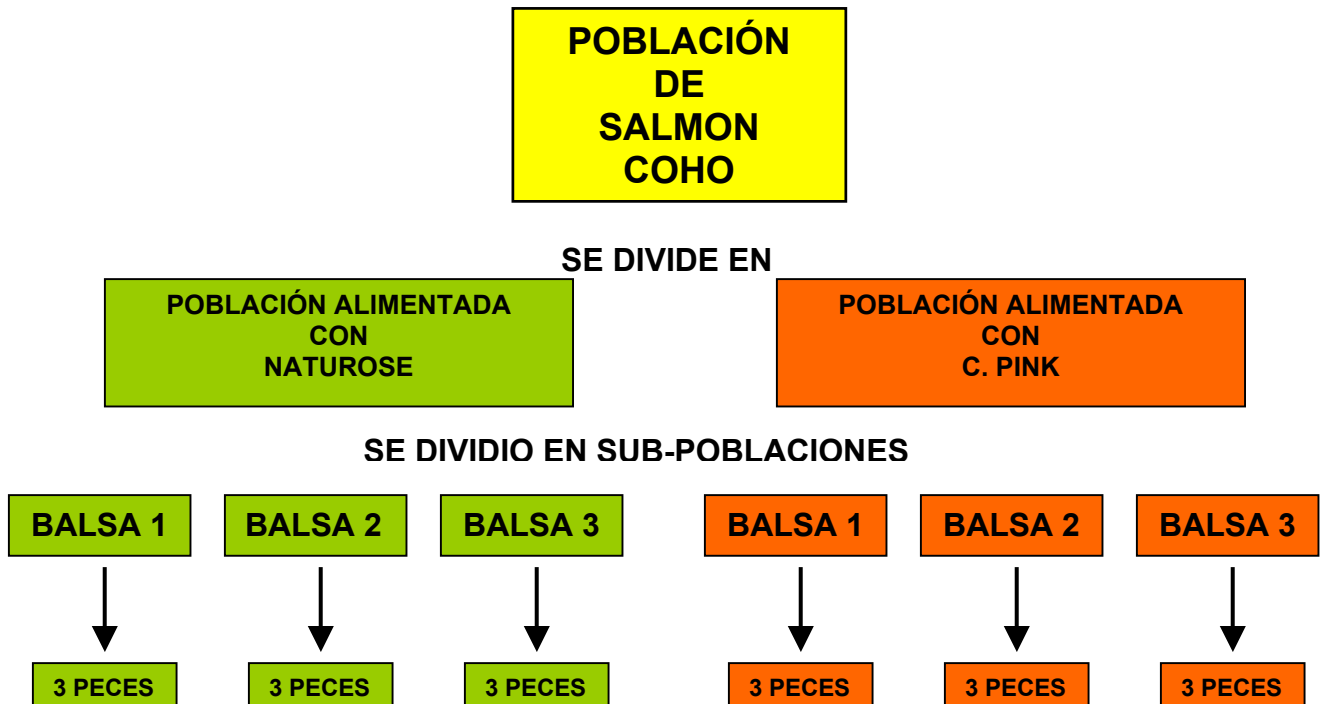 POBLACIÓN
DE
SALMON
COHO
SE DIVIDE EN
POBLACIÓN ALIMENTADA
CON
NATUROSE
POBLACIÓN ALIMENTADA
CON
C. PINK
SE DIVIDIO EN SUB-POBLACIONES
BALSA 1
BALSA 2
BALSA 3
BALSA 1
BALSA 2
BALSA 3
3 PECES
3 PECES
3 PECES
3 PECES
3 PECES
3 PECES